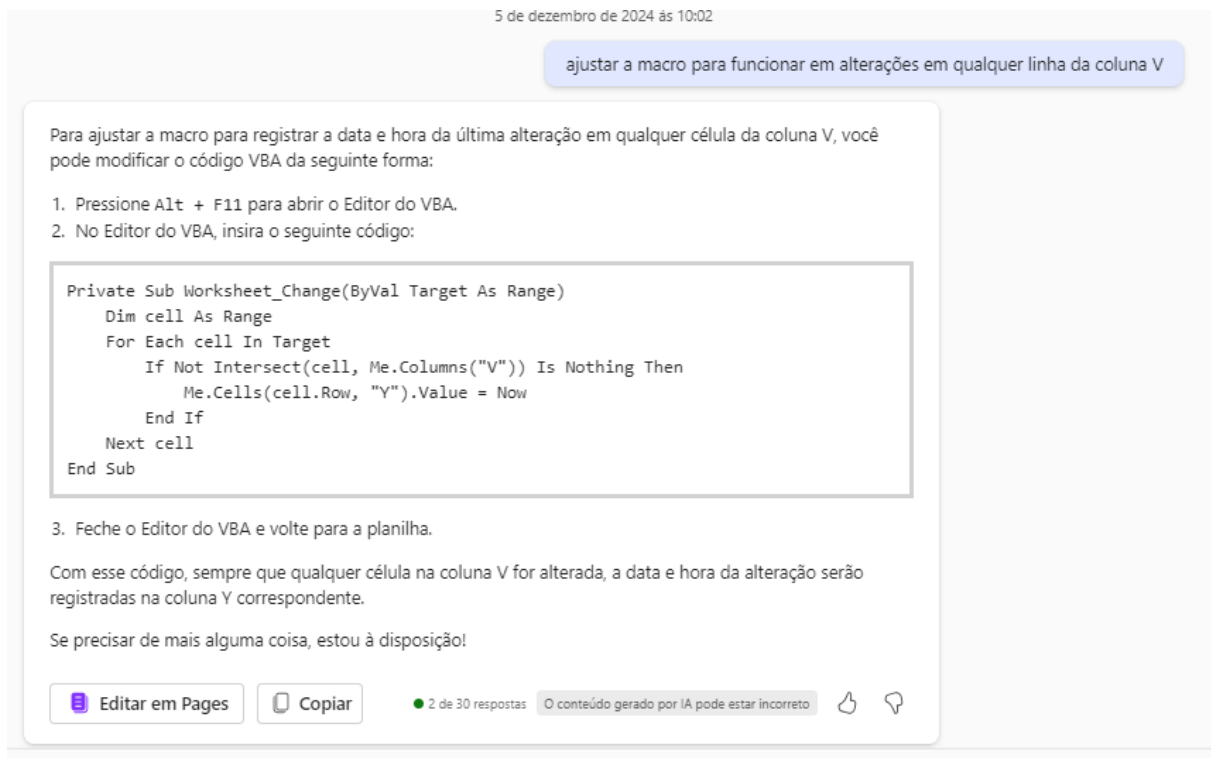 5 de dezembro de 2024 ás 10:02
ajustar a macro para funcionar em alterações em qualquer linha da coluna V
Para ajustar a macro para registrar a data e hora da última alteração em qualquer célula da coluna V, você
pode modificar o código VBA da seguinte forma:
1. Pressione Alt + F11 para abrir o Editor do VBA.
2. No Editor do VBA, insira o seguinte código:
Private Sub Worksheet_Change(ByVal Target As Range)
    Dim cell As Range
    For Each cell In Target
        If Not Intersect(cell, Me.Columns("V")) Is Nothing Then
            Me.Cells(cell.Row, "Y").Value = Now
        End If
    Next cell
End Sub
3. Feche o Editor do VBA e volte para a planilha.
Com esse código, sempre que qualquer célula na coluna V for alterada, a data e hora da alteração serão
registradas na coluna Y correspondente.
Se precisar de mais alguma coisa, estou à disposição!
Editar em Pages Copiar 2 de 30 respostas O conteúdo gerado por IA pode estar incorreto